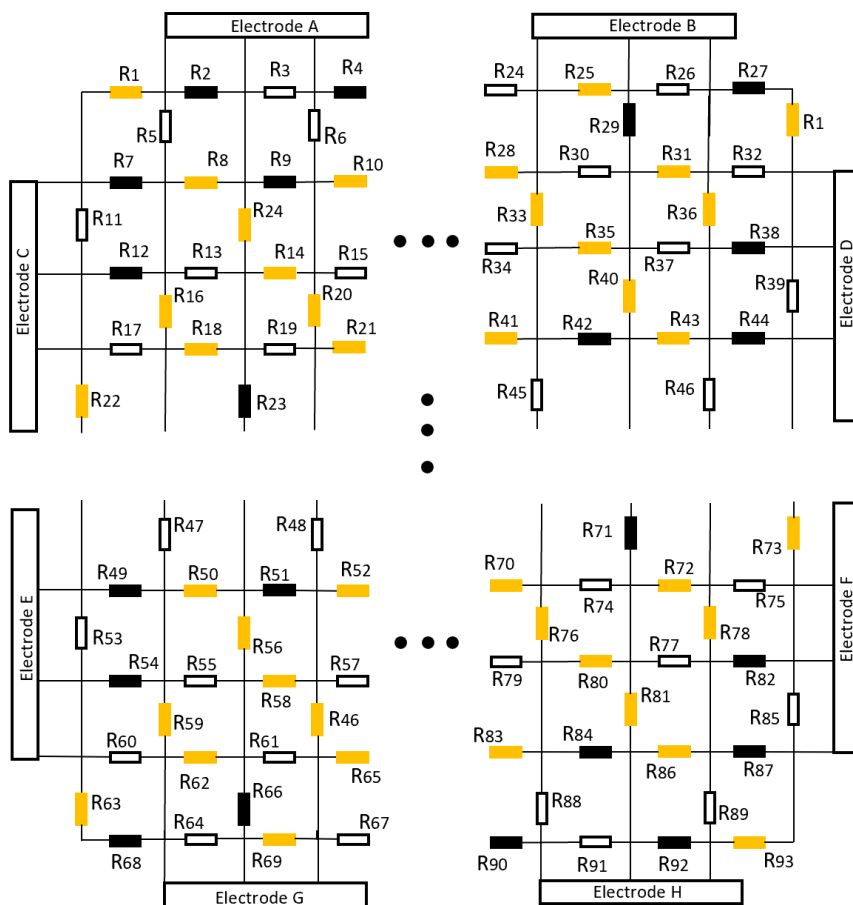 Electrode A
Electrode B
R1 R2 R3 R4
R24 R25 R26 R27
R5 R6
R29 R1
R7 R8 R9 R10
R28 R30 R31 R32
Electrode C
R11 R24
R33 R36
Electrode D
R12 R13 R14 R15
R34 R35 R37 R38
R16 R20
R40 R39
R17 R18 R19 R21
R41 R42 R43 R44
R22 R23
R45 R46
R47 R48
R71 R73
R49 R50 R51 R52
R70 R74 R72 R75
Electrode E
R53 R56
R76 R78
Electrode F
R54 R55 R58 R57
R79 R80 R77 R82
R59 R46
R81 R85
R60 R62 R61 R65
R83 R84 R86 R87
R63 R66
R88 R89
R68 R64 R69 R67
R90 R91 R92 R93
Electrode G
Electrode H